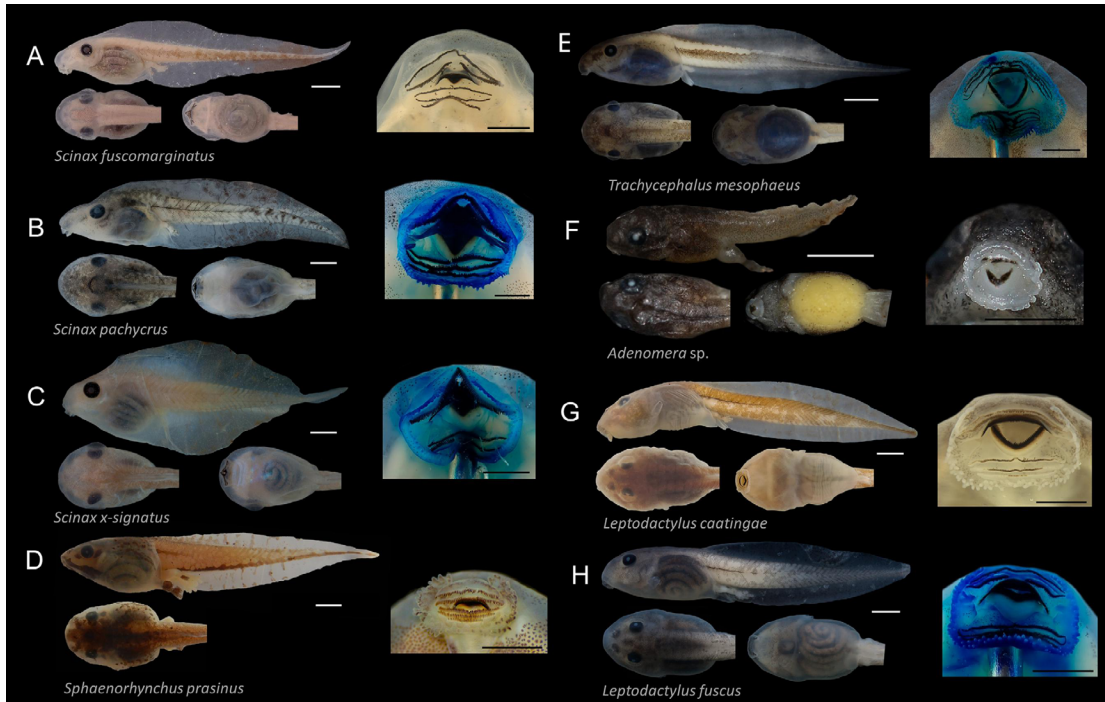 A
Scinax fuscomarginatus
B
Scinax pachycrus
C
Scinax x-signatus
D
Sphaenorhynchus prasinus
E
Trachycephalus mesophaeus
F
Adenomera sp.
G
Leptodactylus caatingae
H
Leptodactylus fuscus